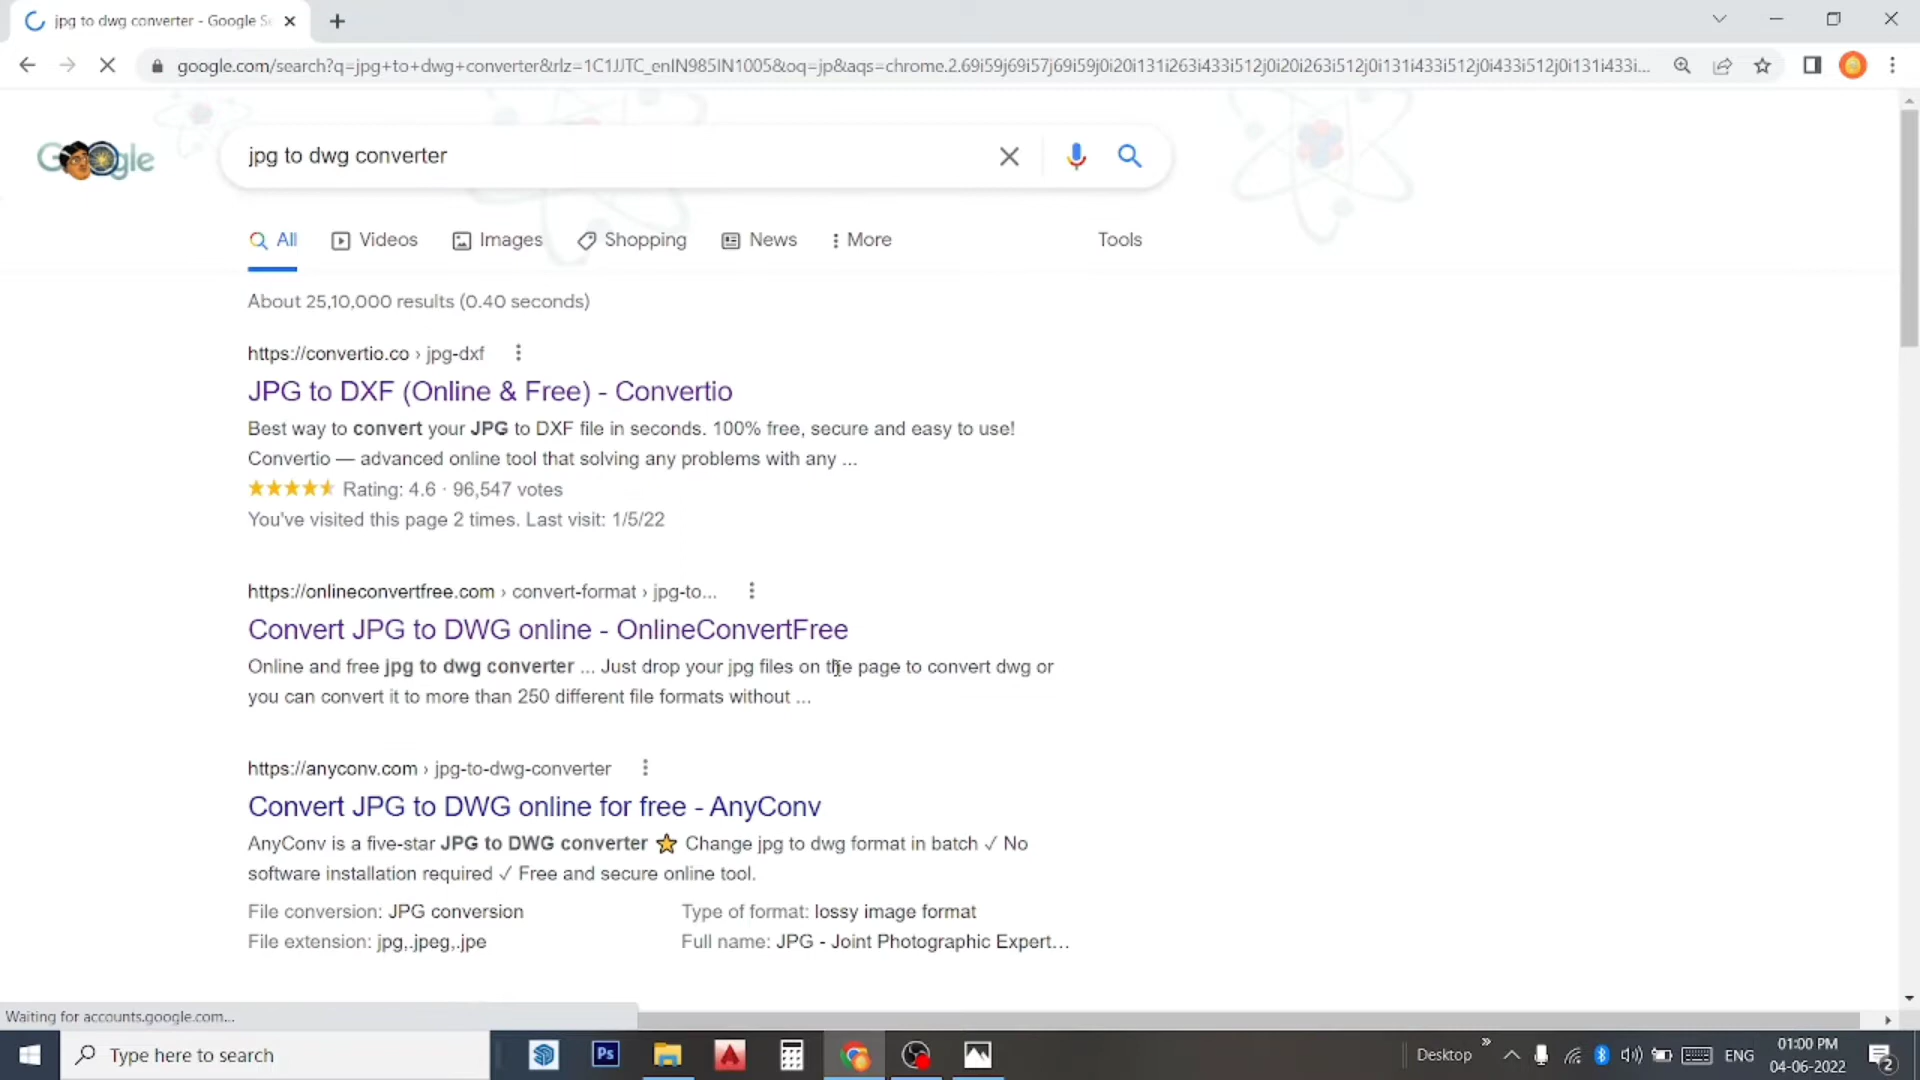 jpg to dwg converter - Google Se
google.com/search?q=jpg+to+dwg+converter&rlz=1C1JJTC_enIN985IN1005&oq=jp&aqs=chrome.2.69i59j69i57j69i59j0i20i131i263i433i512j0i20i263i512j0i131i433i512j0i433i512j0i131i433i...
Google
jpg to dwg converter
All Videos Images Shopping News More Tools
About 25,10,000 results (0.40 seconds)
https://convertio.co › jpg-dxf
JPG to DXF (Online & Free) - Convertio
Best way to convert your JPG to DXF file in seconds. 100% free, secure and easy to use!
Convertio — advanced online tool that solving any problems with any ...
Rating: 4.6 · 96,547 votes
You've visited this page 2 times. Last visit: 1/5/22
https://onlineconvertfree.com › convert-format › jpg-to...
Convert JPG to DWG online - OnlineConvertFree
Online and free jpg to dwg converter ... Just drop your jpg files on the page to convert dwg or
you can convert it to more than 250 different file formats without ...
https://anyconv.com › jpg-to-dwg-converter
Convert JPG to DWG online for free - AnyConv
AnyConv is a five-star JPG to DWG converter ⭐ Change jpg to dwg format in batch ✓ No
software installation required ✓ Free and secure online tool.
File conversion: JPG conversion Type of format: lossy image format
File extension: jpg,.jpeg,.jpe Full name: JPG - Joint Photographic Expert...
Waiting for accounts.google.com...
Type here to search
Ps
Desktop
ENG
01:00 PM
04-06-2022
2